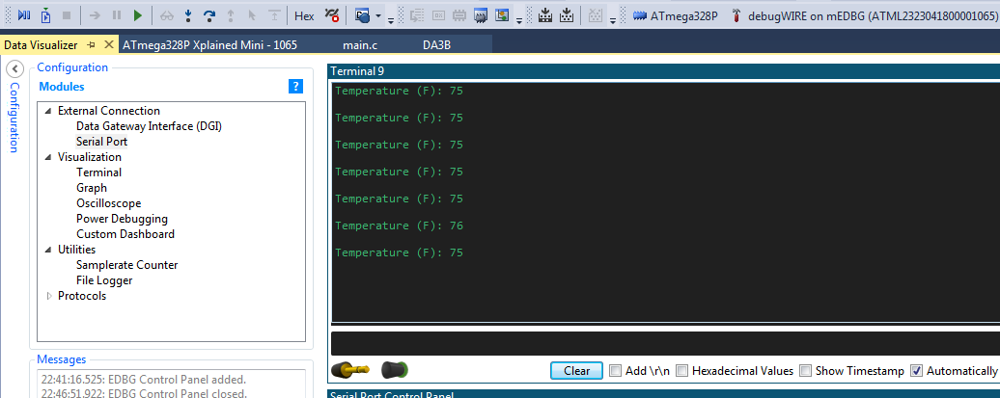 Hex
ATmega328P
debugWIRE on mEDBG (ATML2323041800001065)
Data Visualizer
ATmega328P Xplained Mini - 1065
main.c
DA3B
Configuration
Configuration
Modules
?
External Connection
Data Gateway Interface (DGI)
Serial Port
Visualization
Terminal
Graph
Oscilloscope
Power Debugging
Custom Dashboard
Utilities
Samplerate Counter
File Logger
Protocols
Messages
22:41:16.525: EDBG Control Panel added.
22:46:51.922: EDBG Control Panel closed.
Terminal 9
Temperature (F): 75
Temperature (F): 75
Temperature (F): 75
Temperature (F): 75
Temperature (F): 75
Temperature (F): 76
Temperature (F): 75
Clear
Add \r\n
Hexadecimal Values
Show Timestamp
Automatically
Serial Port Control Panel